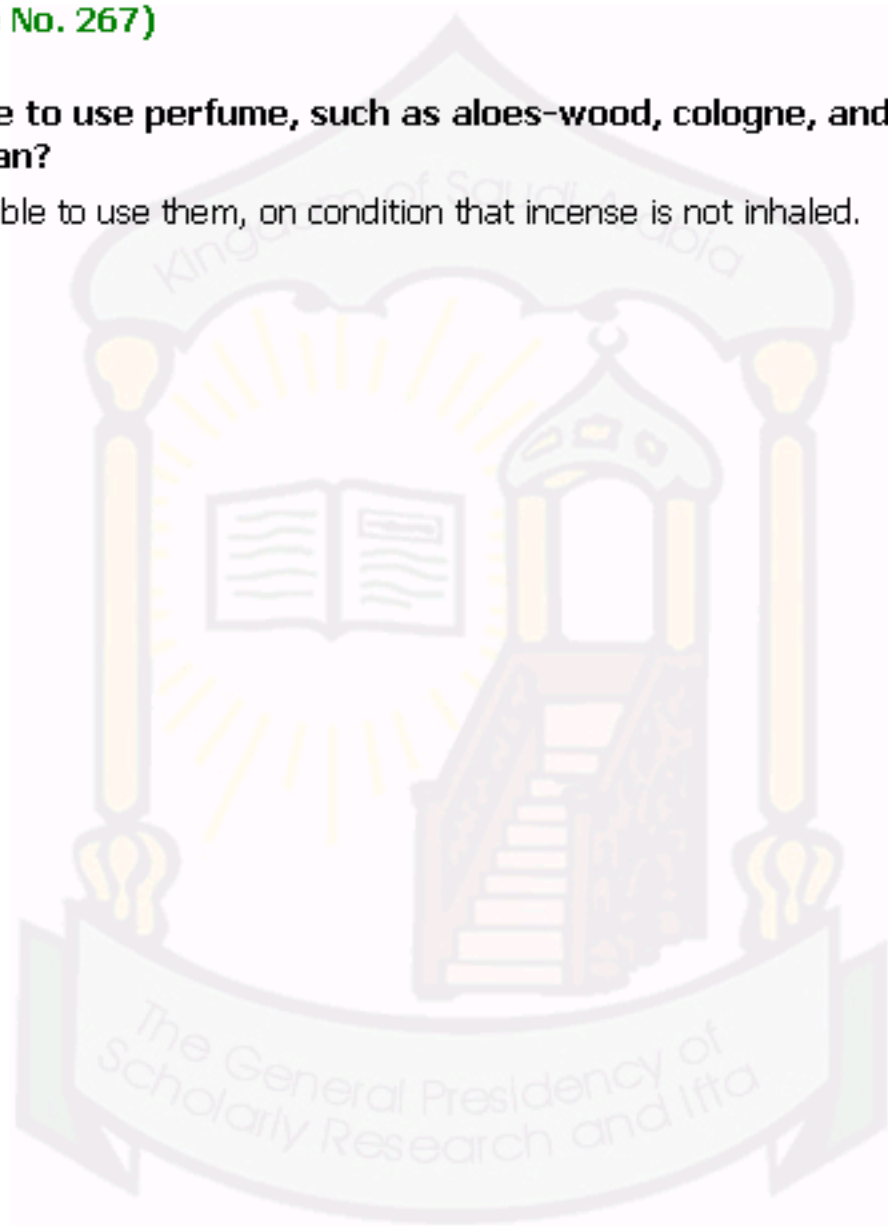 No. 267)
e to use perfume, such as aloes-wood, cologne, and
an?
ble to use them, on condition that incense is not inhaled.
Kingdom of Saudi Arabia
The General Presidency of
Scholarly Research and Ifta